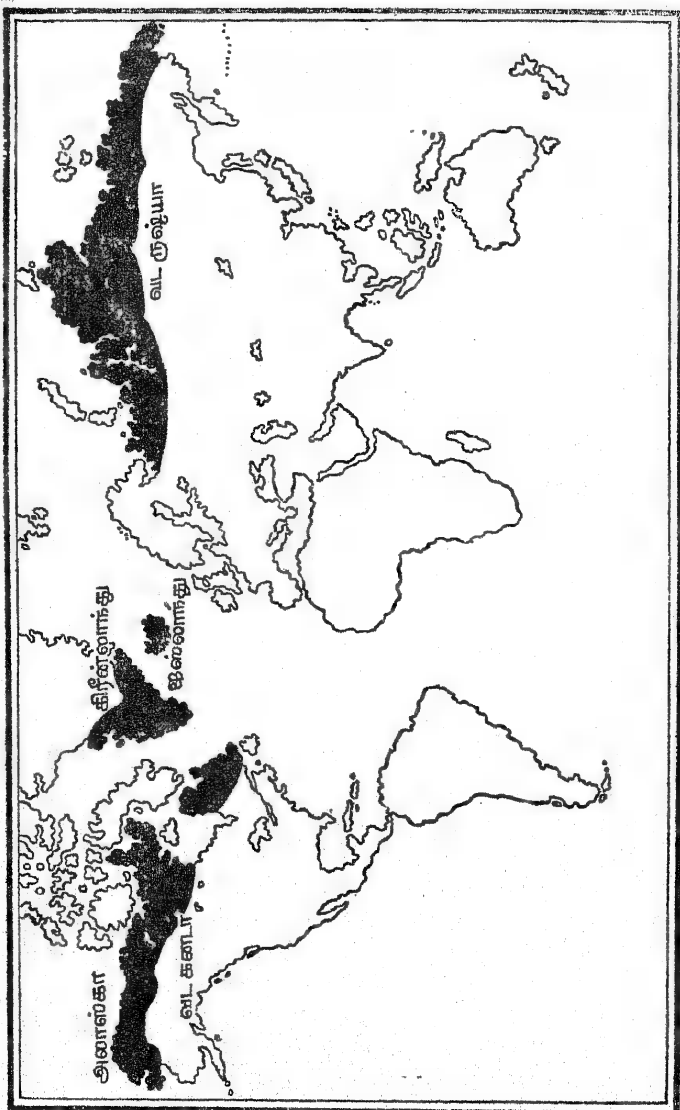 அலாஸ்கா
வட கனடா
கிரீன்லாந்து
ஐஸ்லாந்து
வட ருஷ்யா